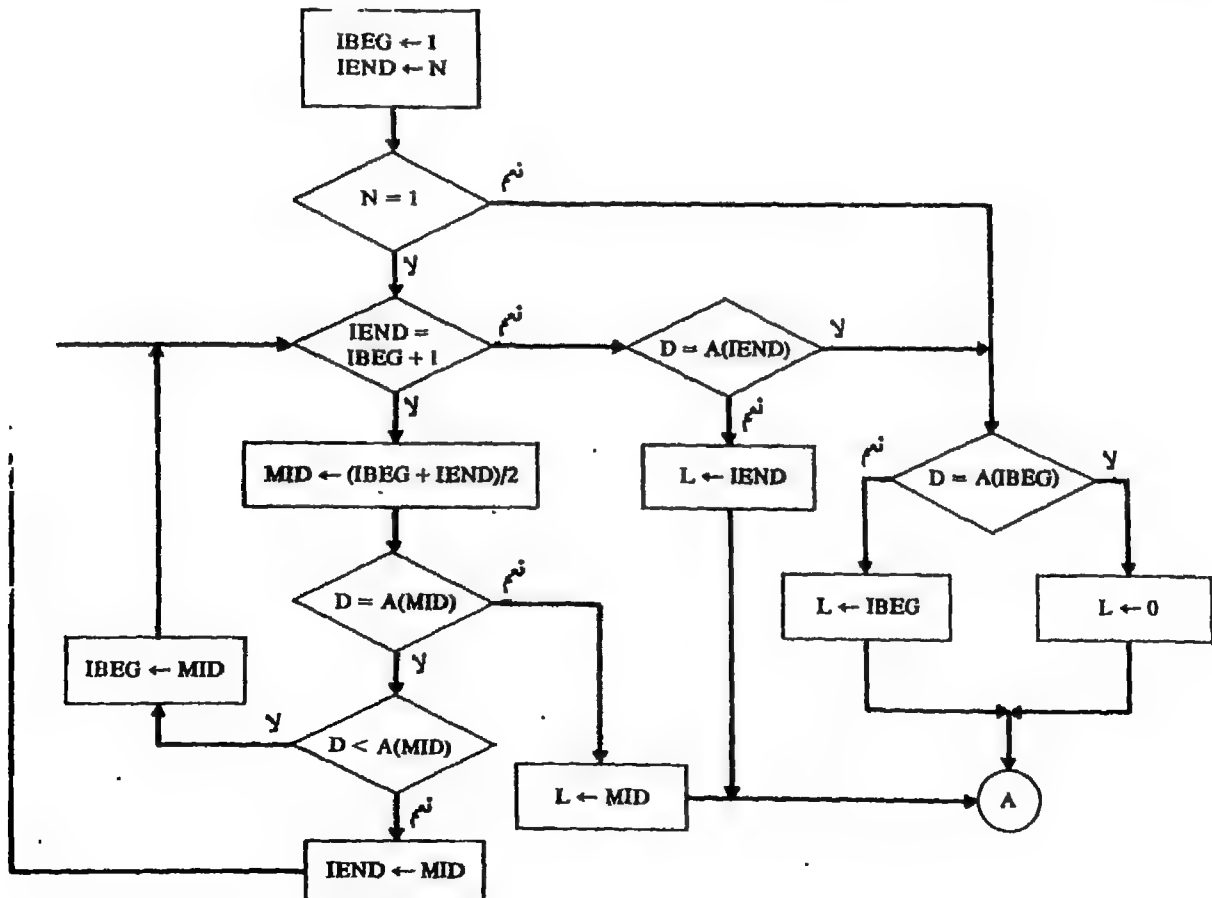 IBEG ← 1
IEND ← N
N = 1
نعم
لا
IEND =
IBEG + 1
نعم
لا
D = A(IEND)
لا
نعم
MID ← (IBEG + IEND)/2
L ← IEND
D = A(IBEG)
نعم
لا
D = A(MID)
نعم
لا
L ← IBEG
L ← 0
IBEG ← MID
D < A(MID)
لا
نعم
L ← MID
A
IEND ← MID